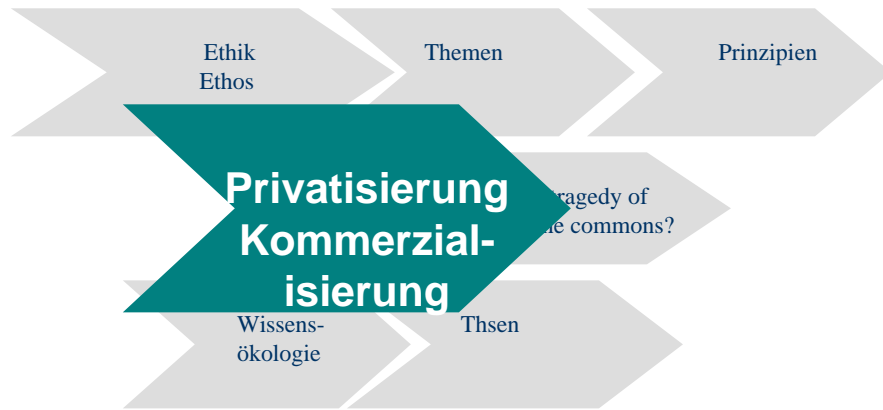 Ethik
Ethos
Themen
Prinzipien
Privatisierung
Kommerzial-
isierung
ragedy of
e commons?
Wissens-
ökologie
Thsen